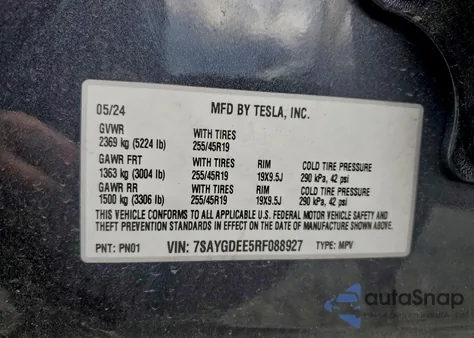 05/24 MFD BY TESLA, INC.
GVWR WITH TIRES
2369 kg (5224 lb) 255/45R19
GAWR FRT WITH TIRES RIM COLD TIRE PRESSURE
1363 kg (3004 lb) 255/45R19 19X9.5J 290 kPa, 42 psi
GAWR RR WITH TIRES RIM COLD TIRE PRESSURE
1500 kg (3306 lb) 255/45R19 19X9.5J 290 kPa, 42 psi
THIS VEHICLE CONFORMS TO ALL APPLICABLE U.S. FEDERAL MOTOR VEHICLE SAFETY AND
THEFT PREVENTION STANDARDS IN EFFECT ON THE DATE OF MANUFACTURE SHOWN ABOVE.
PNT: PN01 VIN: 7SAYGDEE5RF088927 TYPE: MPV
autoSnap